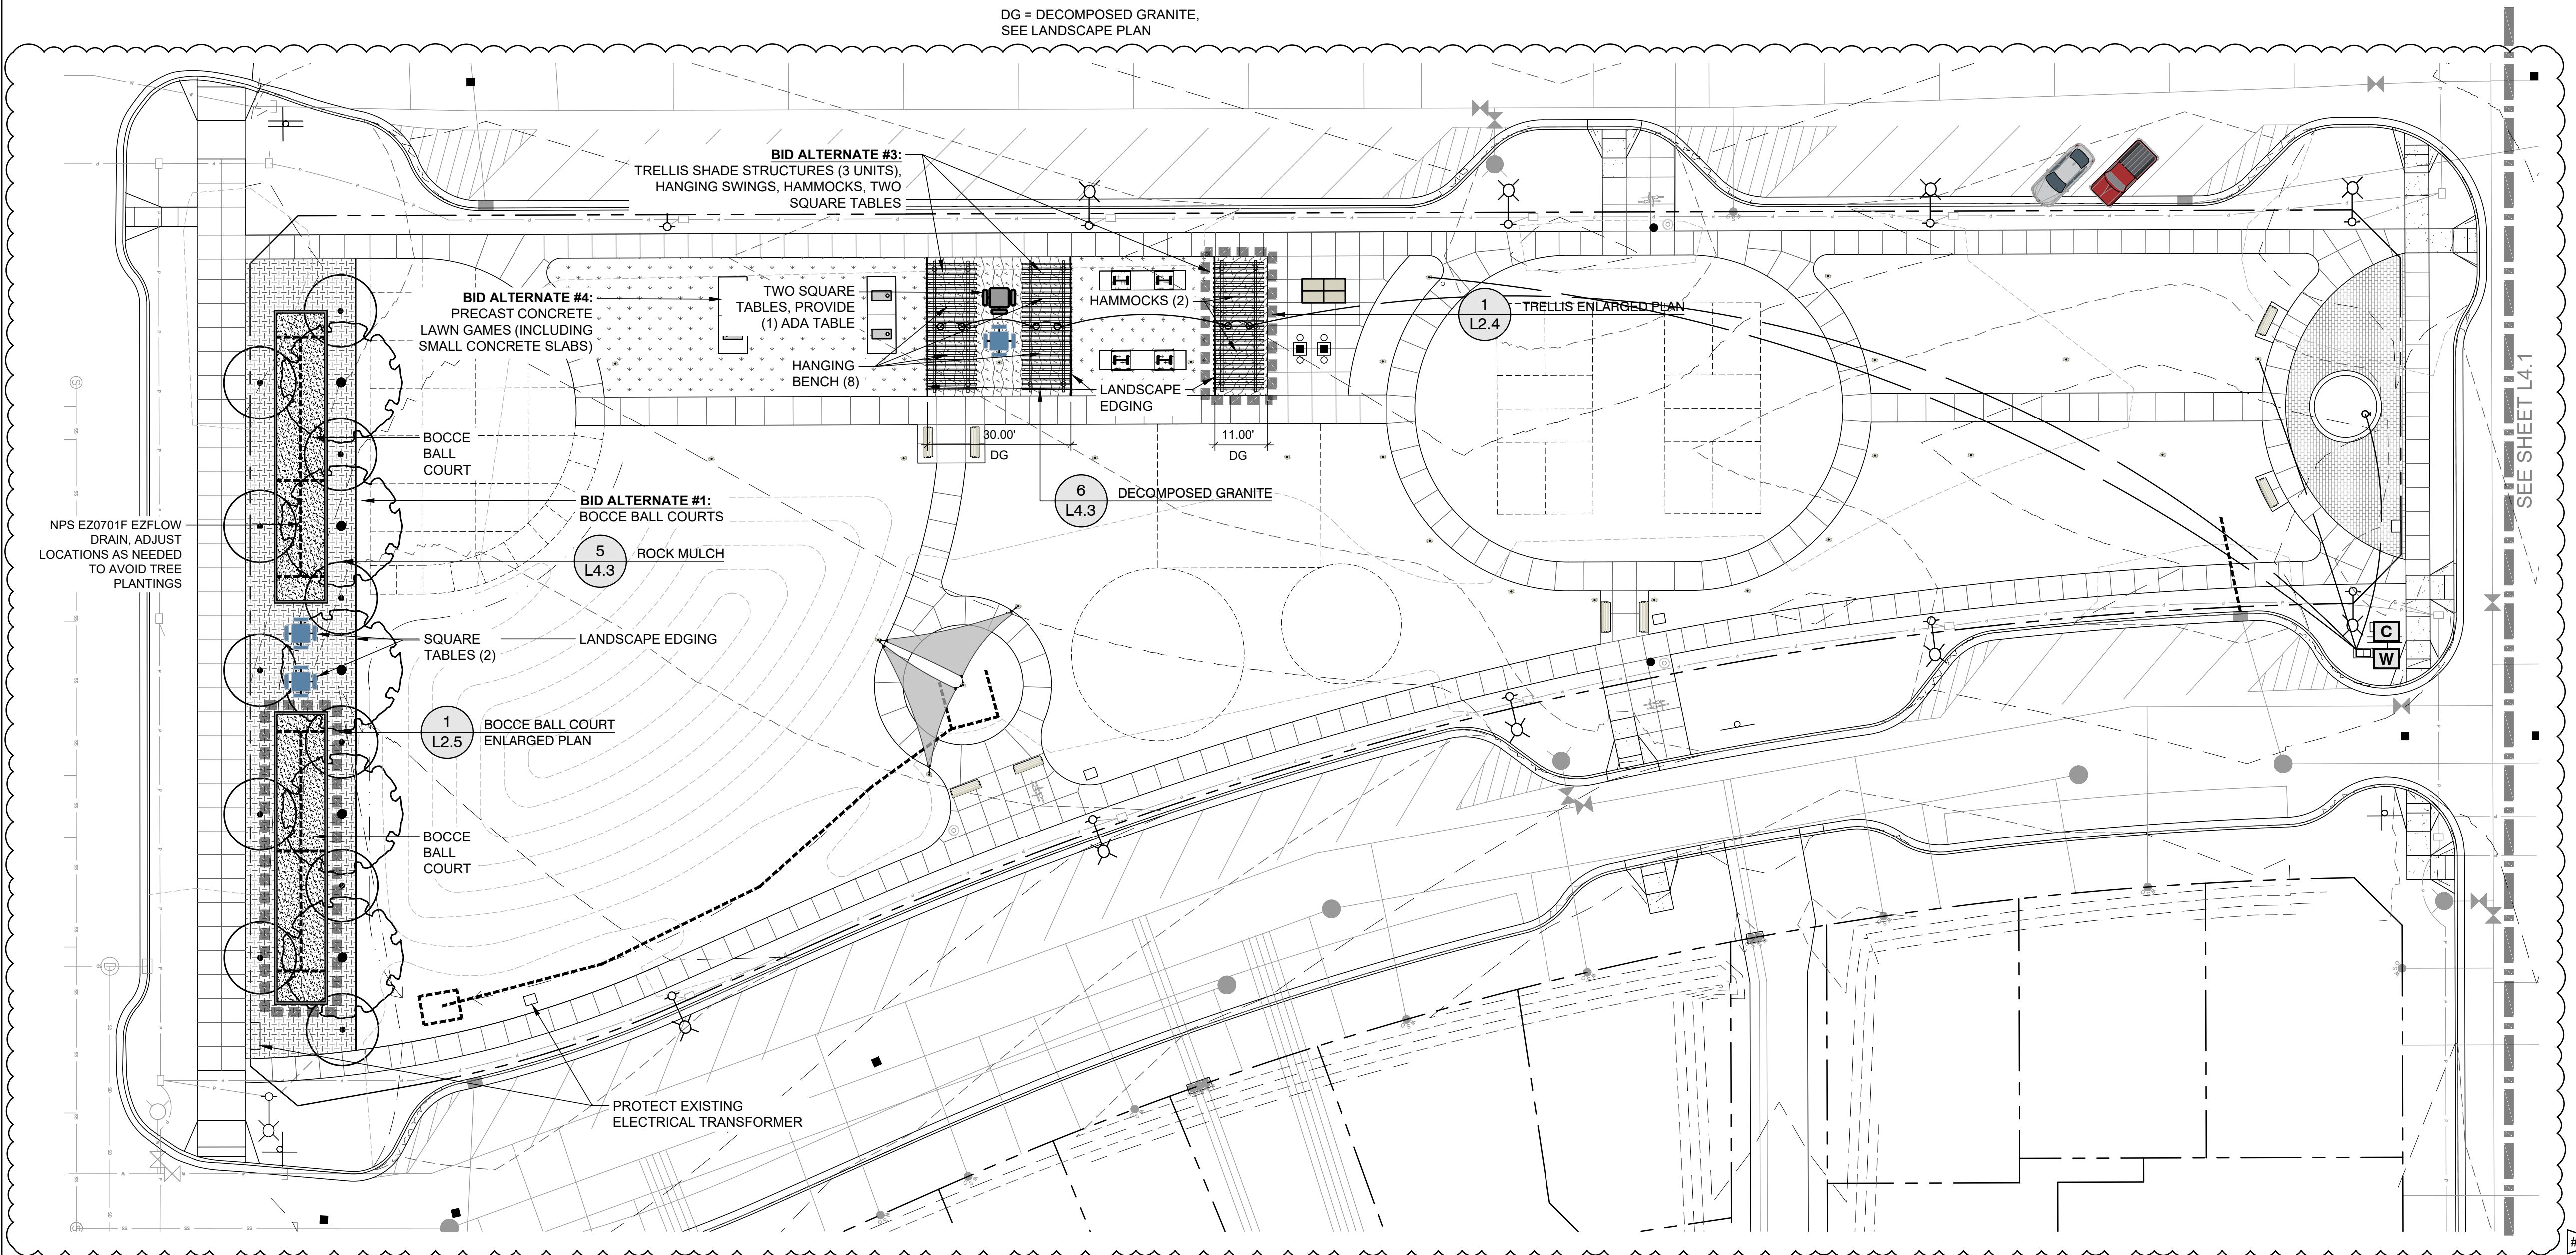 DG = DECOMPOSED GRANITE,
SEE LANDSCAPE PLAN
BID ALTERNATE #3:
TRELLIS SHADE STRUCTURES (3 UNITS),
HANGING SWINGS, HAMMOCKS, TWO
SQUARE TABLES
BID ALTERNATE #4:
PRECAST CONCRETE
LAWN GAMES (INCLUDING
SMALL CONCRETE SLABS)
TWO SQUARE
TABLES, PROVIDE
(1) ADA TABLE
HANGING
BENCH (8)
HAMMOCKS (2)
LANDSCAPE
EDGING
1
L2.4
TRELLIS ENLARGED PLAN
30.00'
DG
11.00'
DG
6
L4.3
DECOMPOSED GRANITE
SEE SHEET L4.1
BOCCE
BALL
COURT
BID ALTERNATE #1:
BOCCE BALL COURTS
NPS EZ0701F EZFLOW
DRAIN, ADJUST
LOCATIONS AS NEEDED
TO AVOID TREE
PLANTINGS
5
L4.3
ROCK MULCH
SQUARE
TABLES (2)
LANDSCAPE EDGING
1
L2.5
BOCCE BALL COURT
ENLARGED PLAN
BOCCE
BALL
COURT
C
W
PROTECT EXISTING
ELECTRICAL TRANSFORMER